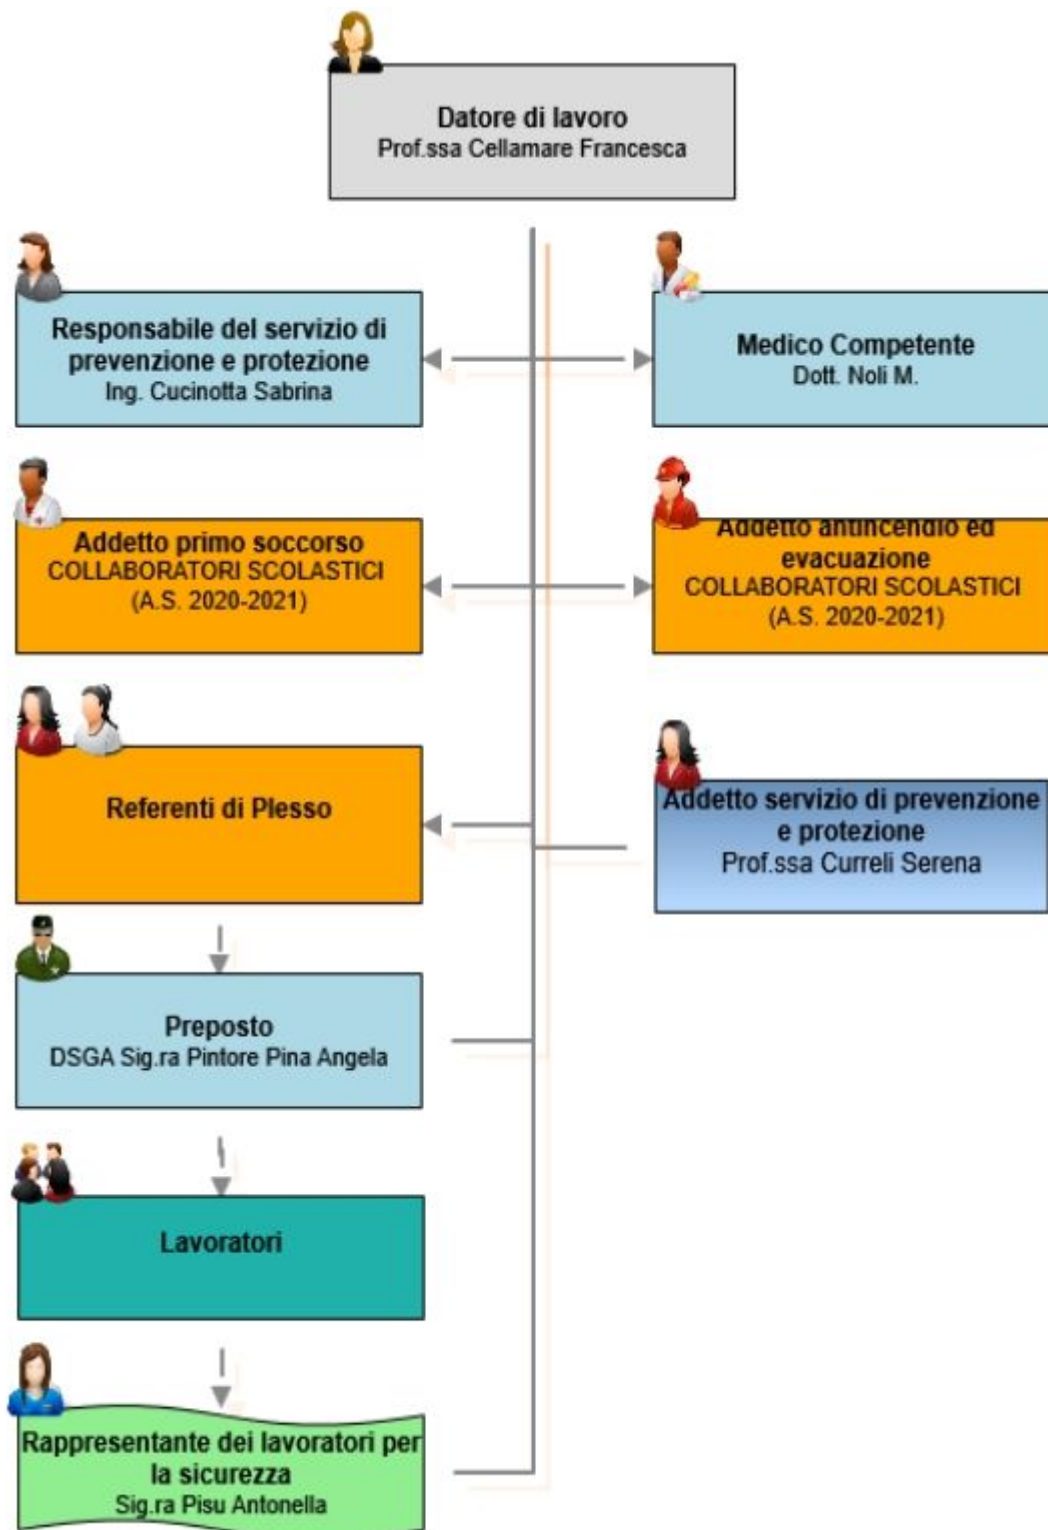 Datore di lavoro
Prof.ssa Cellamare Francesca
Responsabile del servizio di
prevenzione e protezione
Ing. Cucinotta Sabrina
Medico Competente
Dott. Noli M.
Addetto primo soccorso
COLLABORATORI SCOLASTICI
(A.S. 2020-2021)
Addetto antincendio ed
evacuazione
COLLABORATORI SCOLASTICI
(A.S. 2020-2021)
Referenti di Plesso
Addetto servizio di prevenzione
e protezione
Prof.ssa Curreli Serena
Preposto
DSGA Sig.ra Pintore Pina Angela
Lavoratori
Rappresentante dei lavoratori per
la sicurezza
Sig.ra Pisu Antonella